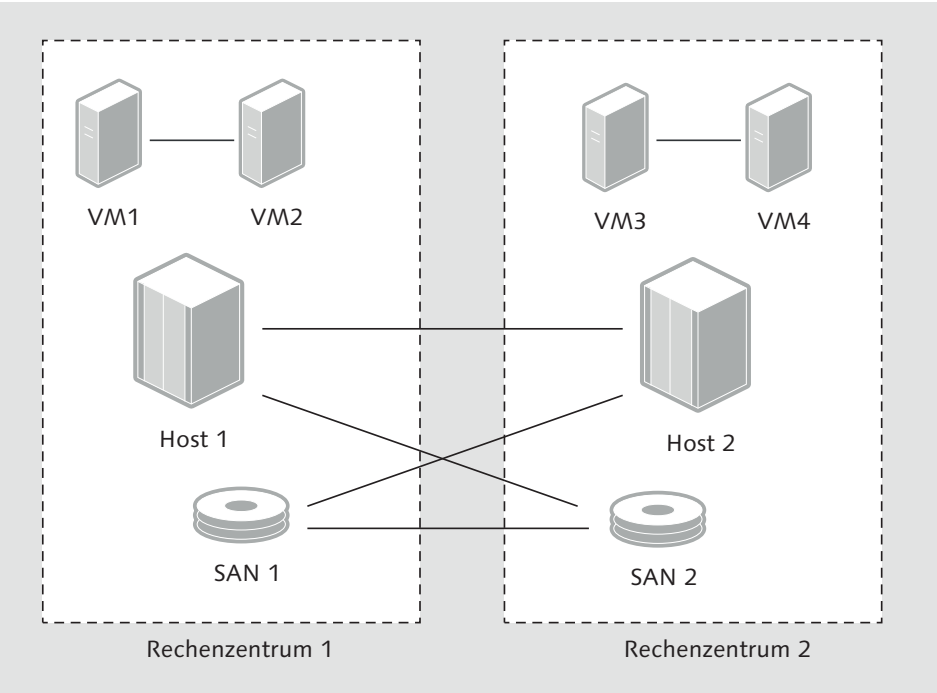 VM1
VM2
VM3
VM4
Host 1
Host 2
SAN 1
SAN 2
Rechenzentrum 1
Rechenzentrum 2